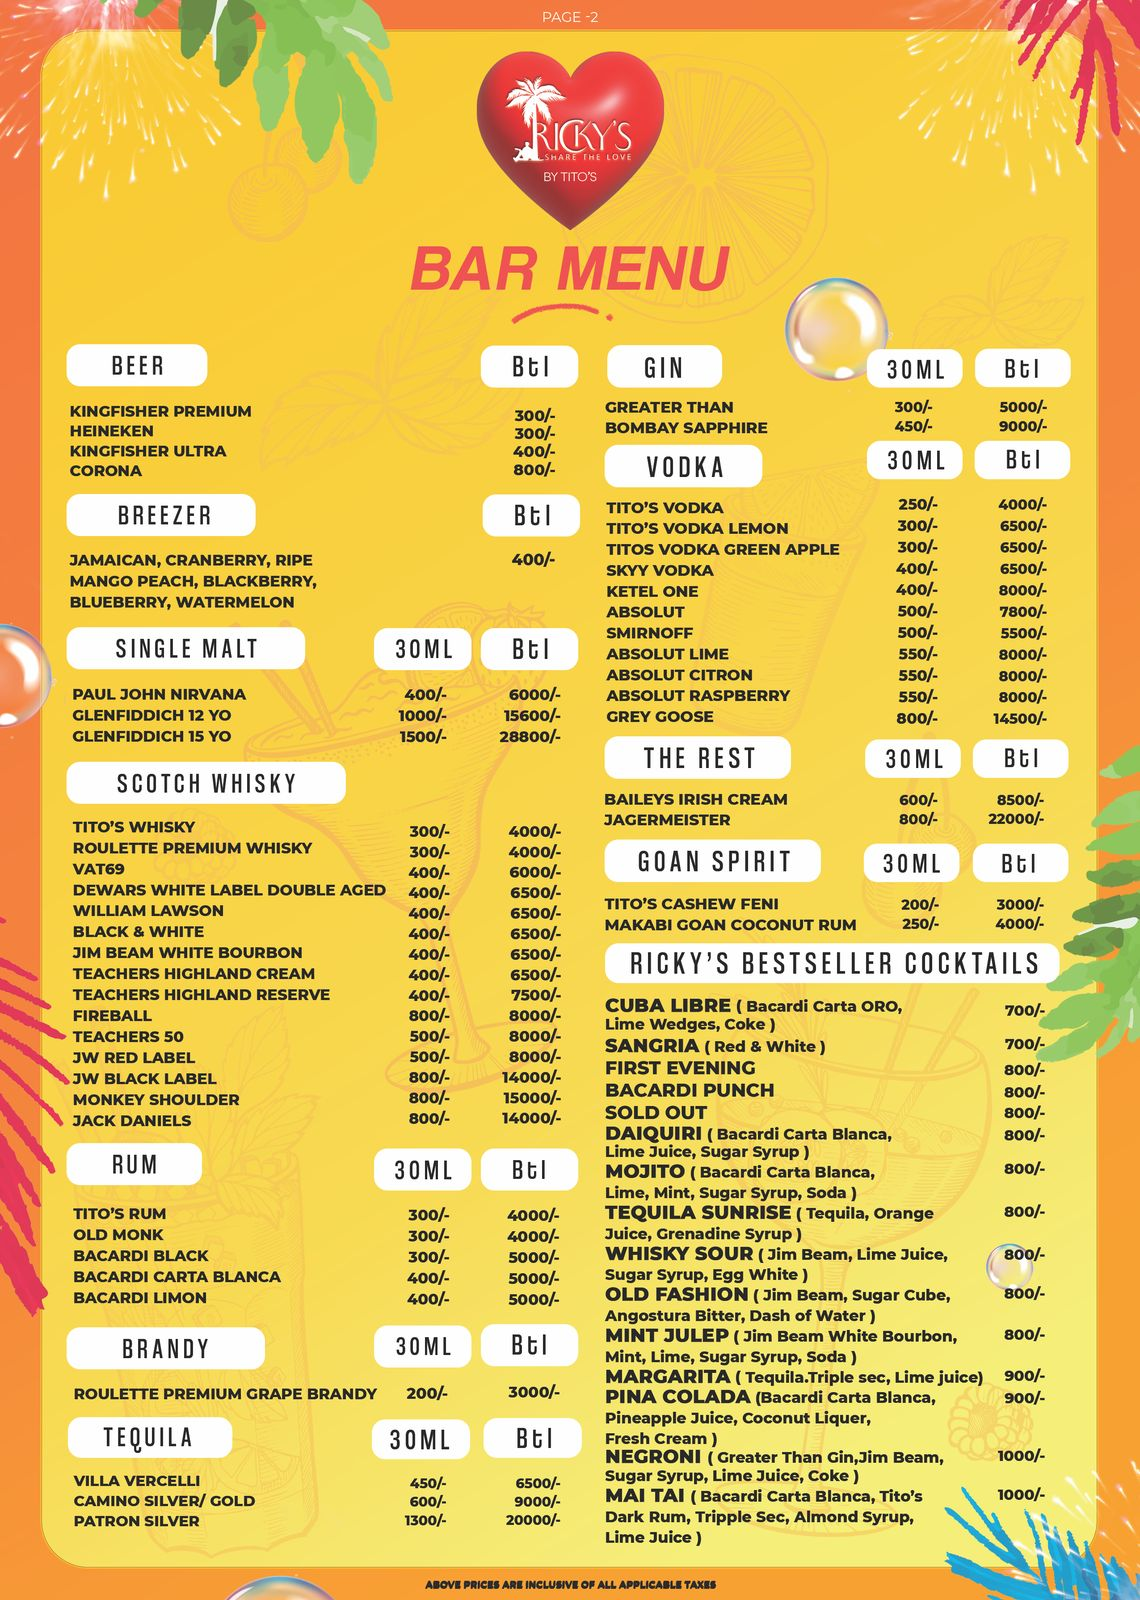 PAGE -2
RICKY'S
SHARE THE LOVE
BY TITO'S
BAR MENU
BEER Btl
KINGFISHER PREMIUM 300/-
HEINEKEN 300/-
KINGFISHER ULTRA 400/-
CORONA 800/-
BREEZER Btl
JAMAICAN, CRANBERRY, RIPE 400/-
MANGO PEACH, BLACKBERRY,
BLUEBERRY, WATERMELON
SINGLE MALT 30ML Btl
PAUL JOHN NIRVANA 400/- 6000/-
GLENFIDDICH 12 YO 1000/- 15600/-
GLENFIDDICH 15 YO 1500/- 28800/-
SCOTCH WHISKY
TITO'S WHISKY 300/- 4000/-
ROULETTE PREMIUM WHISKY 300/- 4000/-
VAT69 400/- 6000/-
DEWARS WHITE LABEL DOUBLE AGED 400/- 6500/-
WILLIAM LAWSON 400/- 6500/-
BLACK & WHITE 400/- 6500/-
JIM BEAM WHITE BOURBON 400/- 6500/-
TEACHERS HIGHLAND CREAM 400/- 6500/-
TEACHERS HIGHLAND RESERVE 400/- 7500/-
FIREBALL 800/- 8000/-
TEACHERS 50 500/- 8000/-
JW RED LABEL 500/- 8000/-
JW BLACK LABEL 800/- 14000/-
MONKEY SHOULDER 800/- 15000/-
JACK DANIELS 800/- 14000/-
RUM 30ML Btl
TITO'S RUM 300/- 4000/-
OLD MONK 300/- 4000/-
BACARDI BLACK 300/- 5000/-
BACARDI CARTA BLANCA 400/- 5000/-
BACARDI LIMON 400/- 5000/-
BRANDY 30ML Btl
ROULETTE PREMIUM GRAPE BRANDY 200/- 3000/-
TEQUILA 30ML Btl
VILLA VERCELLI 450/- 6500/-
CAMINO SILVER/ GOLD 600/- 9000/-
PATRON SILVER 1300/- 20000/-
GIN 30ML Btl
GREATER THAN 300/- 5000/-
BOMBAY SAPPHIRE 450/- 9000/-
VODKA 30ML Btl
TITO'S VODKA 250/- 4000/-
TITO'S VODKA LEMON 300/- 6500/-
TITOS VODKA GREEN APPLE 300/- 6500/-
SKYY VODKA 400/- 6500/-
KETEL ONE 400/- 8000/-
ABSOLUT 500/- 7800/-
SMIRNOFF 500/- 5500/-
ABSOLUT LIME 550/- 8000/-
ABSOLUT CITRON 550/- 8000/-
ABSOLUT RASPBERRY 550/- 8000/-
GREY GOOSE 800/- 14500/-
THE REST 30ML Btl
BAILEYS IRISH CREAM 600/- 8500/-
JAGERMEISTER 800/- 22000/-
GOAN SPIRIT 30ML Btl
TITO'S CASHEW FENI 200/- 3000/-
MAKABI GOAN COCONUT RUM 250/- 4000/-
RICKY'S BESTSELLER COCKTAILS
CUBA LIBRE ( Bacardi Carta ORO, 700/-
Lime Wedges, Coke )
SANGRIA ( Red & White ) 700/-
FIRST EVENING 800/-
BACARDI PUNCH 800/-
SOLD OUT 800/-
DAIQUIRI ( Bacardi Carta Blanca, 800/-
Lime Juice, Sugar Syrup )
MOJITO ( Bacardi Carta Blanca, 800/-
Lime, Mint, Sugar Syrup, Soda )
TEQUILA SUNRISE ( Tequila, Orange 800/-
Juice, Grenadine Syrup )
WHISKY SOUR ( Jim Beam, Lime Juice, 800/-
Sugar Syrup, Egg White )
OLD FASHION ( Jim Beam, Sugar Cube, 800/-
Angostura Bitter, Dash of Water )
MINT JULEP ( Jim Beam White Bourbon, 800/-
Mint, Lime, Sugar Syrup, Soda )
MARGARITA ( Tequila.Triple sec, Lime juice) 900/-
PINA COLADA (Bacardi Carta Blanca, 900/-
Pineapple Juice, Coconut Liquer,
Fresh Cream )
NEGRONI ( Greater Than Gin,Jim Beam, 1000/-
Sugar Syrup, Lime Juice, Coke )
MAI TAI ( Bacardi Carta Blanca, Tito's 1000/-
Dark Rum, Tripple Sec, Almond Syrup,
Lime Juice )
ABOVE PRICES ARE INCLUSIVE OF ALL APPLICABLE TAXES